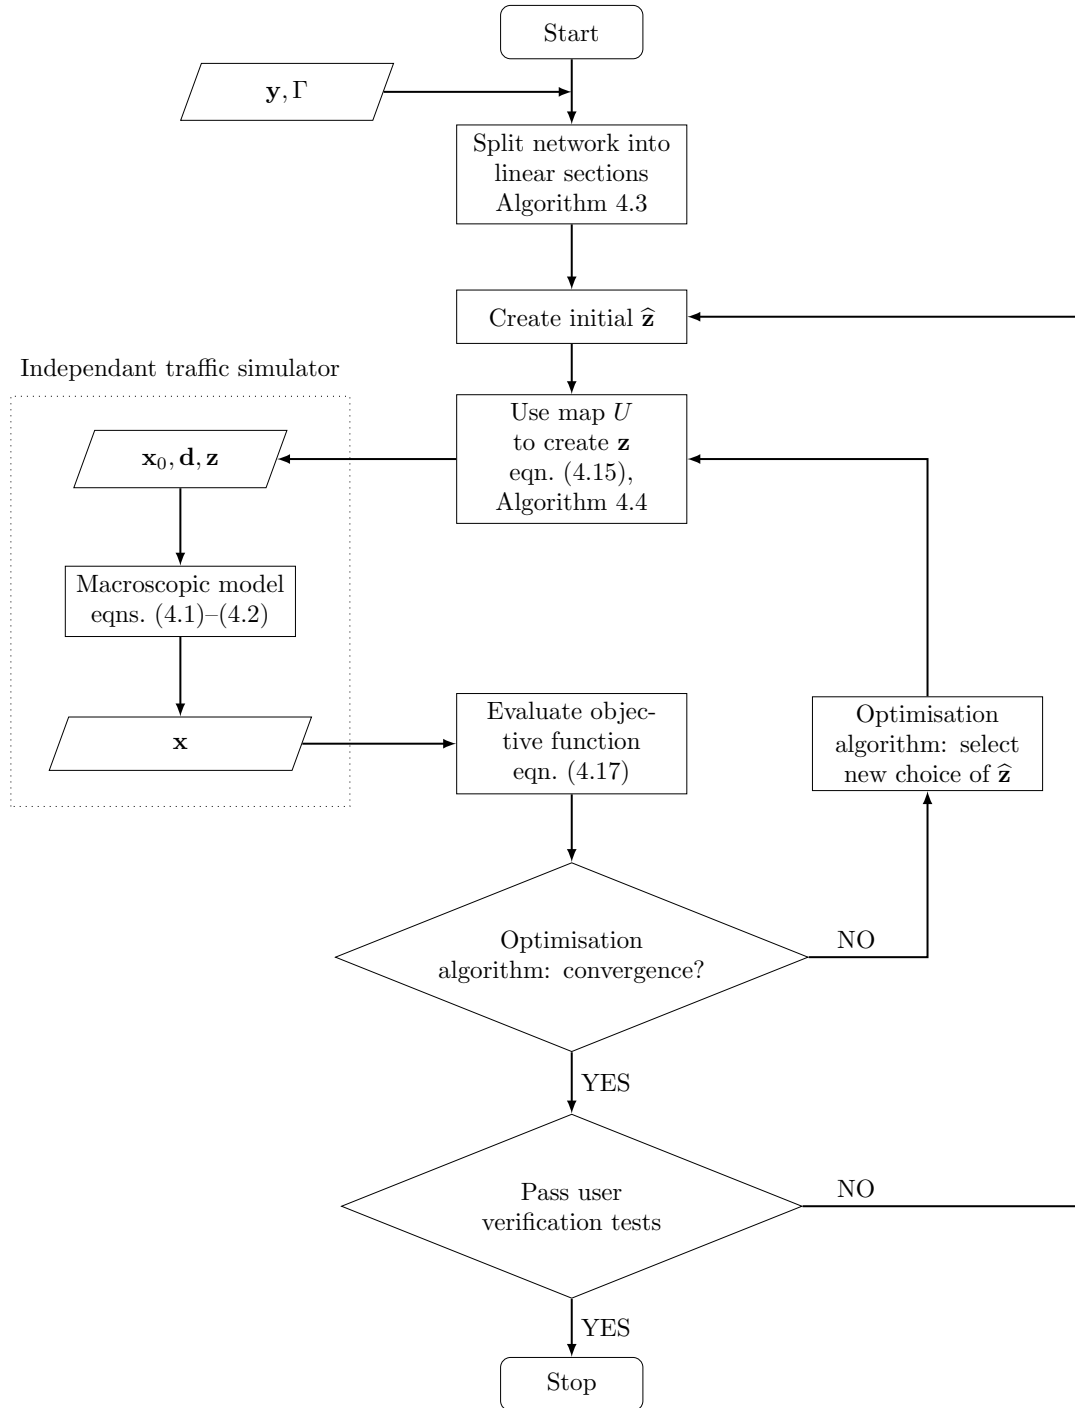 Start
𝐲, Γ
Split network into
linear sections
Algorithm 4.3
Create initial 𝐳̂
Independant traffic simulator
Use map U
to create 𝐳
eqn. (4.15),
Algorithm 4.4
𝐱₀, 𝐝, 𝐳
Macroscopic model
eqns. (4.1)–(4.2)
𝐱
Evaluate objec-
tive function
eqn. (4.17)
Optimisation
algorithm: select
new choice of 𝐳̂
Optimisation
algorithm: convergence?
NO
YES
Pass user
verification tests
NO
YES
Stop